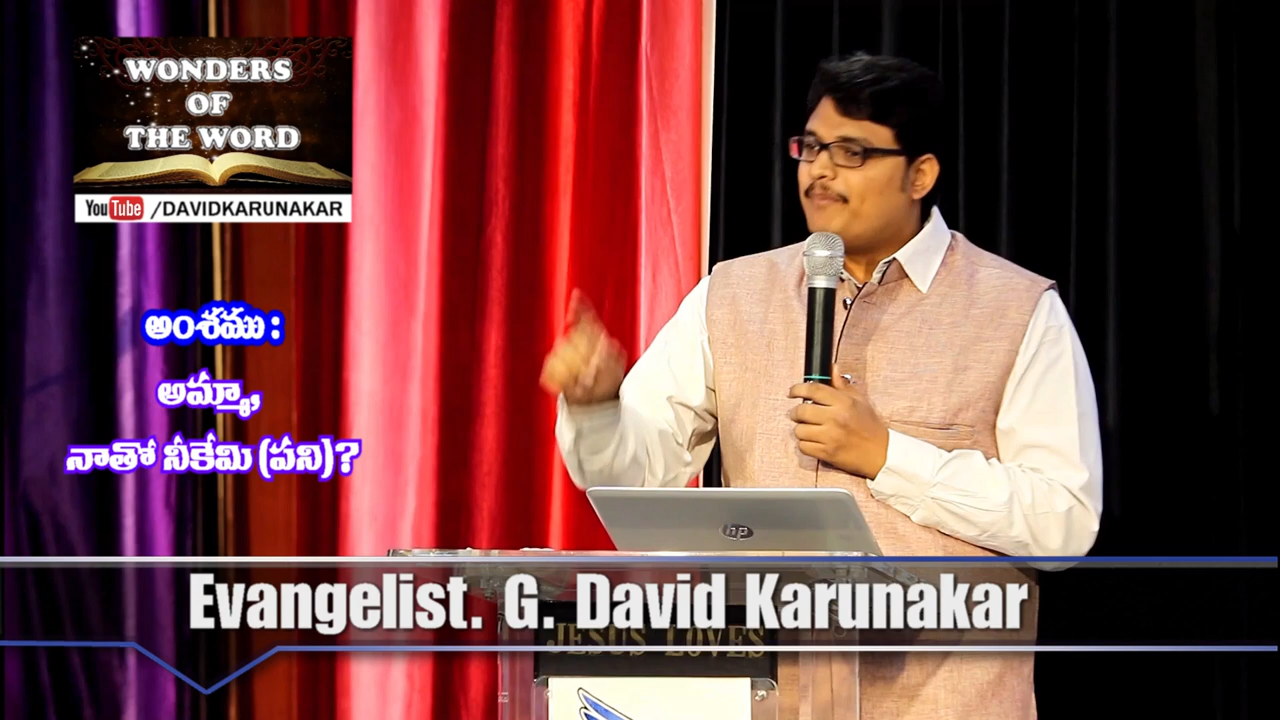 WONDERS
OF
THE WORD
YouTube /DAVIDKARUNAKAR
అంశము :
అమ్మా,
నాతో నీకేమి (పని)?
hp
Evangelist. G. David Karunakar
JESUS LOVES